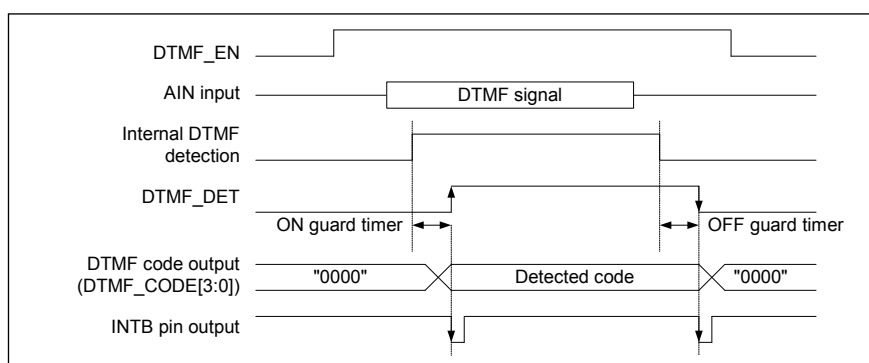 DTMF_EN
AIN input
DTMF signal
Internal DTMF
detection
DTMF_DET
ON guard timer
OFF guard timer
DTMF code output
(DTMF_CODE[3:0])
"0000"
Detected code
"0000"
INTB pin output